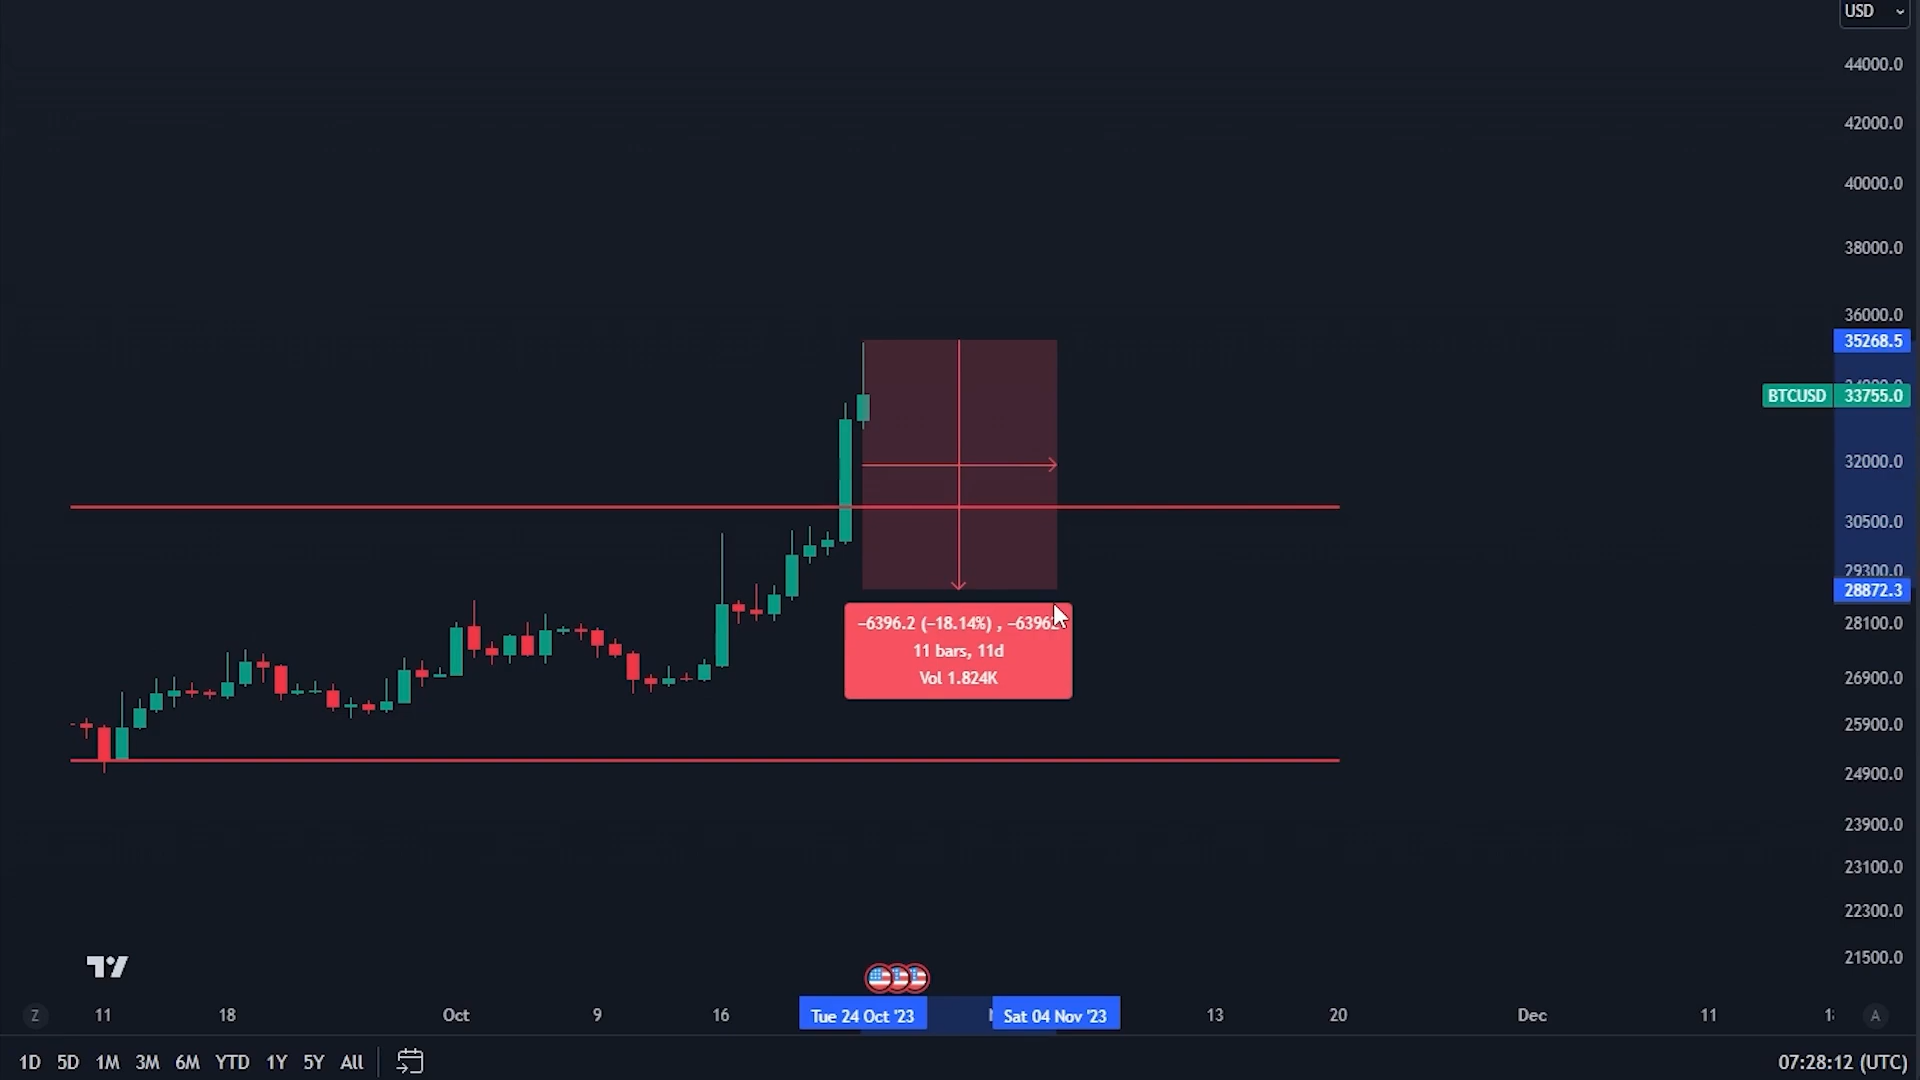 USD
44000.0
42000.0
40000.0
38000.0
36000.0
35268.5
BTCUSD 33755.0
32000.0
30500.0
29300.0
28872.3
28100.0
26900.0
25900.0
24900.0
23900.0
23100.0
22300.0
21500.0
−6396.2 (−18.14%) , −6396
11 bars, 11d
Vol 1.824K
Z 11 18 Oct 9 16 Tue 24 Oct '23 Sat 04 Nov '23 13 20 Dec 11 A
1D 5D 1M 3M 6M YTD 1Y 5Y All 07:28:12 (UTC)